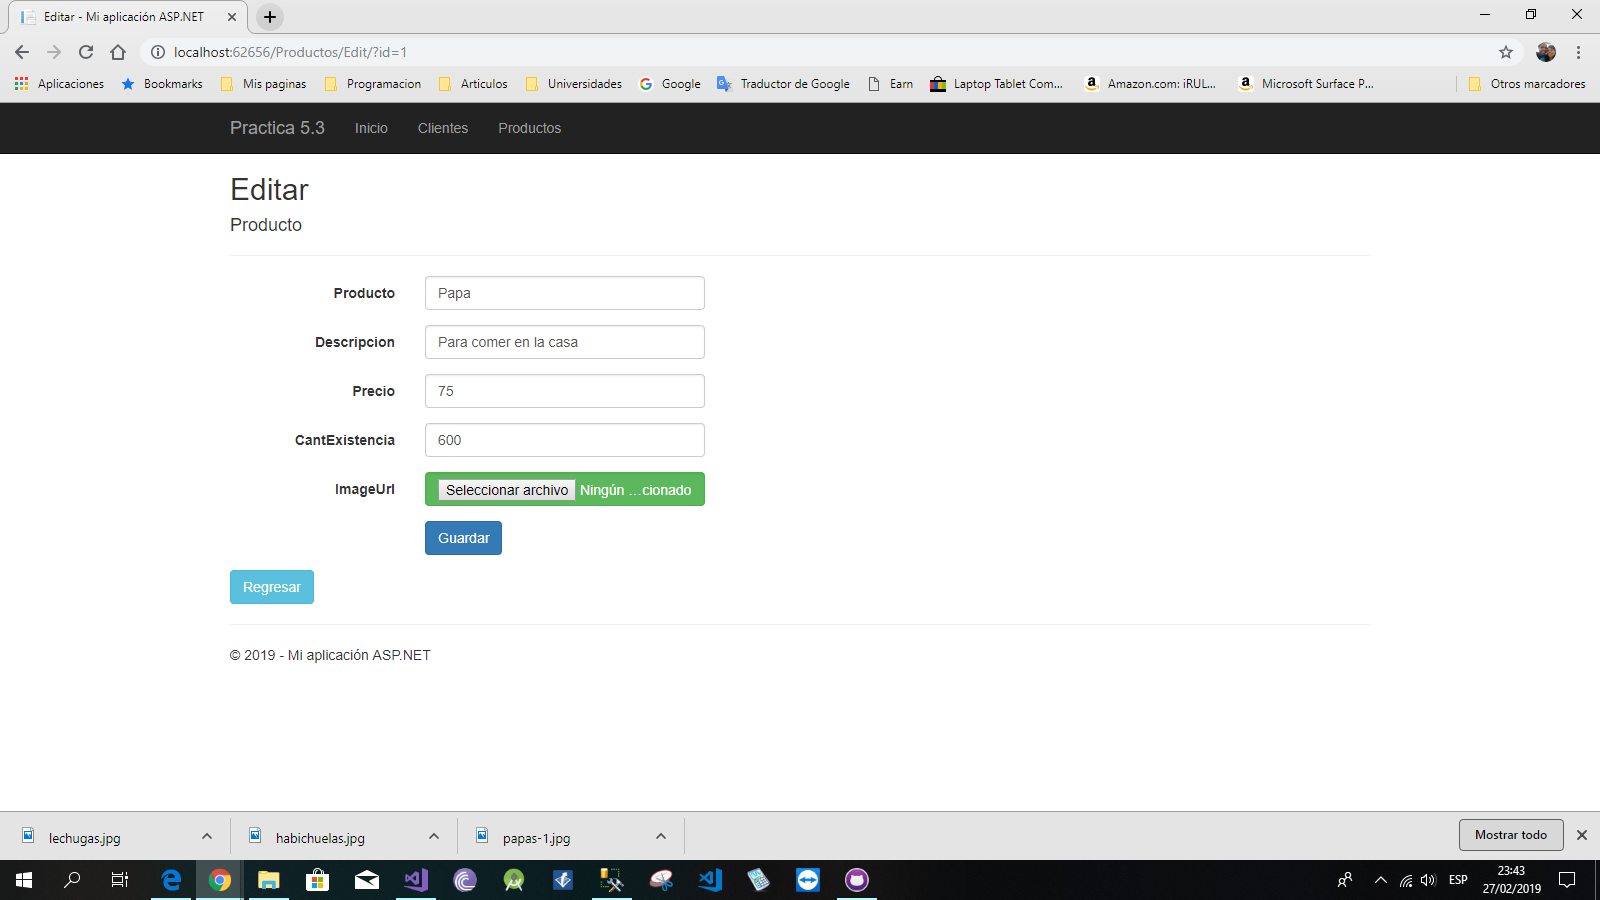 Editar - Mi aplicación ASP.NET
localhost:62656/Productos/Edit/?id=1
Aplicaciones Bookmarks Mis paginas Programacion Articulos Universidades Google Traductor de Google Earn Laptop Tablet Com... Amazon.com: iRUL... Microsoft Surface P... Otros marcadores
Practica 5.3 Inicio Clientes Productos
Editar
Producto
Producto Papa
Descripcion Para comer en la casa
Precio 75
CantExistencia 600
ImageUrl Seleccionar archivo Ningún ...cionado
Guardar
Regresar
© 2019 - Mi aplicación ASP.NET
lechugas.jpg habichuelas.jpg papas-1.jpg Mostrar todo
ESP 23:43
27/02/2019